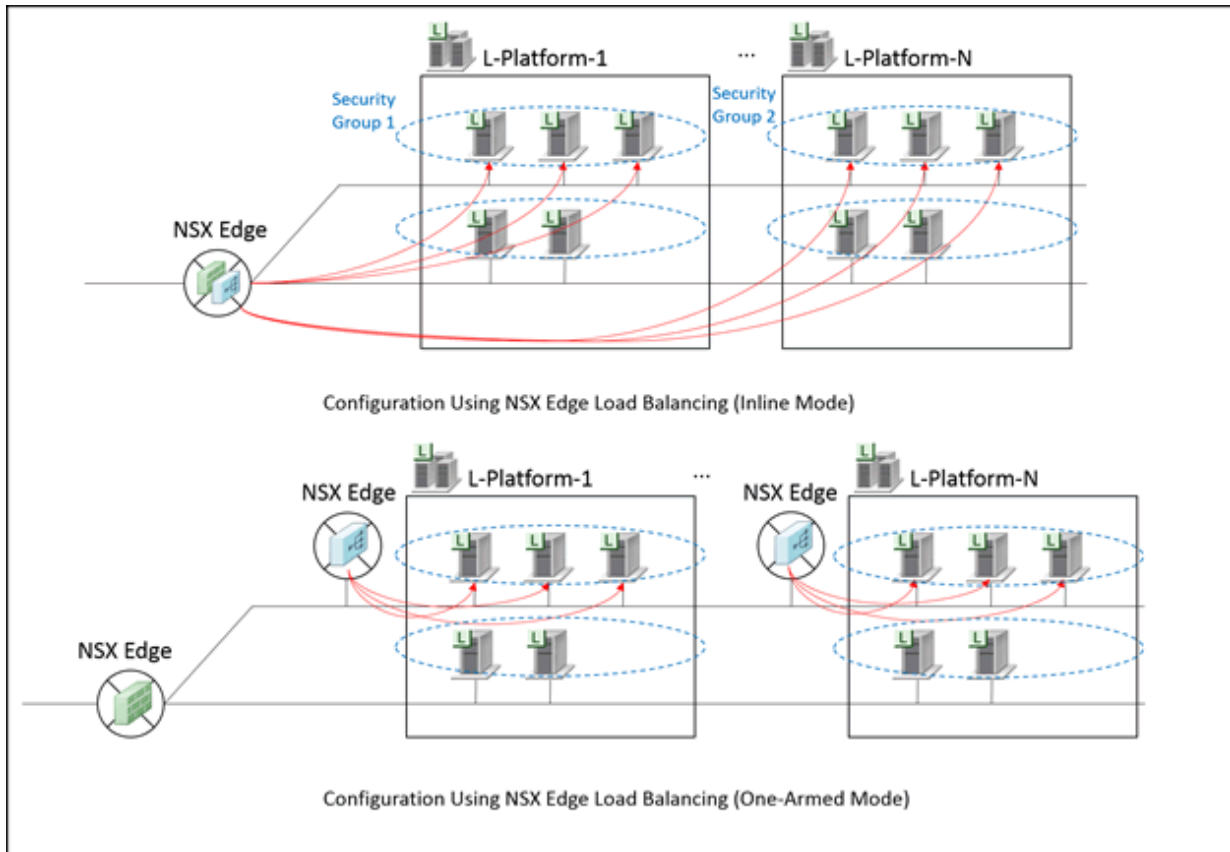 L
L-Platform-1
...
L
L-Platform-N
Security
Group 1
L
L
L
Security
Group 2
L
L
L
NSX Edge
L
L
L
L
Configuration Using NSX Edge Load Balancing (Inline Mode)
L
L-Platform-1
...
L
L-Platform-N
NSX Edge
NSX Edge
L
L
L
L
L
L
NSX Edge
L
L
L
L
Configuration Using NSX Edge Load Balancing (One-Armed Mode)